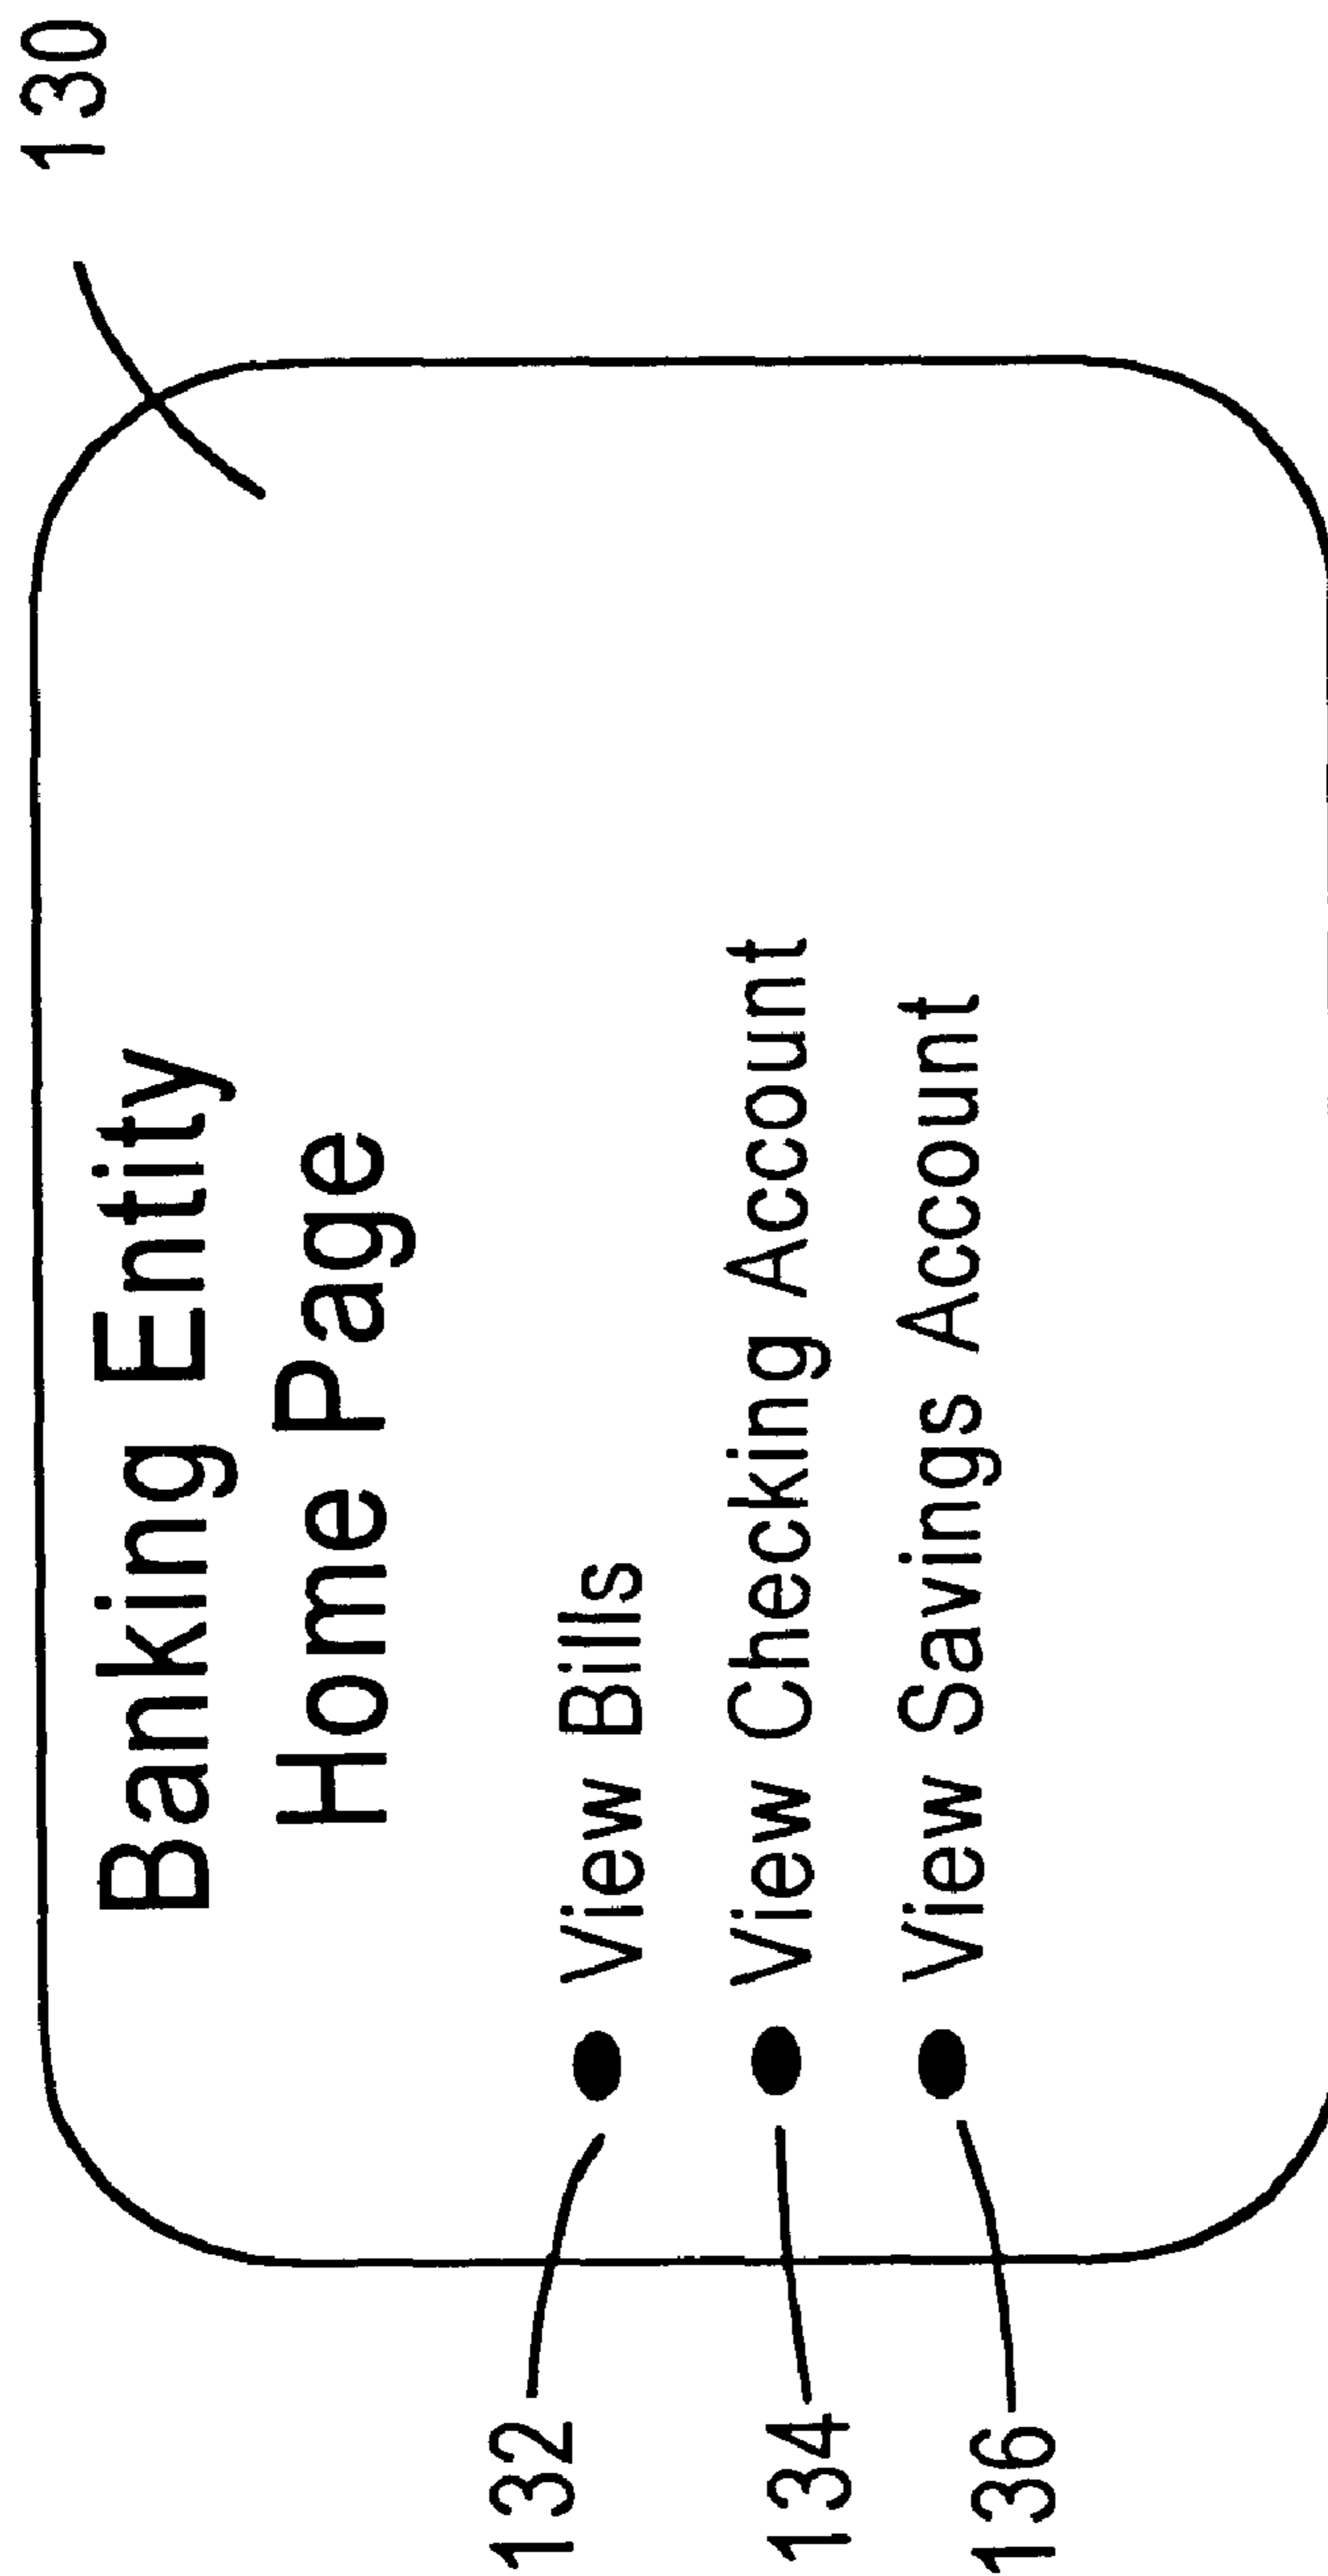 130
Banking Entity
Home Page
132
View Bills
134
View Checking Account
136
View Savings Account